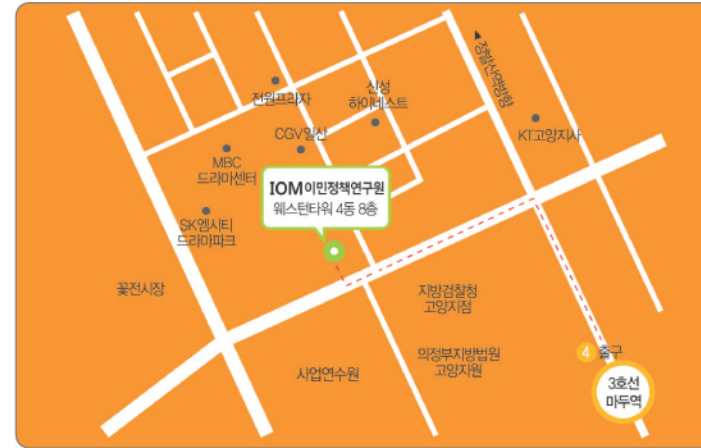 정발산역방향
전원프라자
신성
하이네스트
KT고양지사
CGV일산
MBC
드라마센터
IOM이민정책연구원
웨스턴타워 4동 8층
SK엠시티
드라마파크
꽃전시장
지방검찰청
고양지점
의정부지방법원
고양지원
사업연수원
4 출구
3호선
마두역